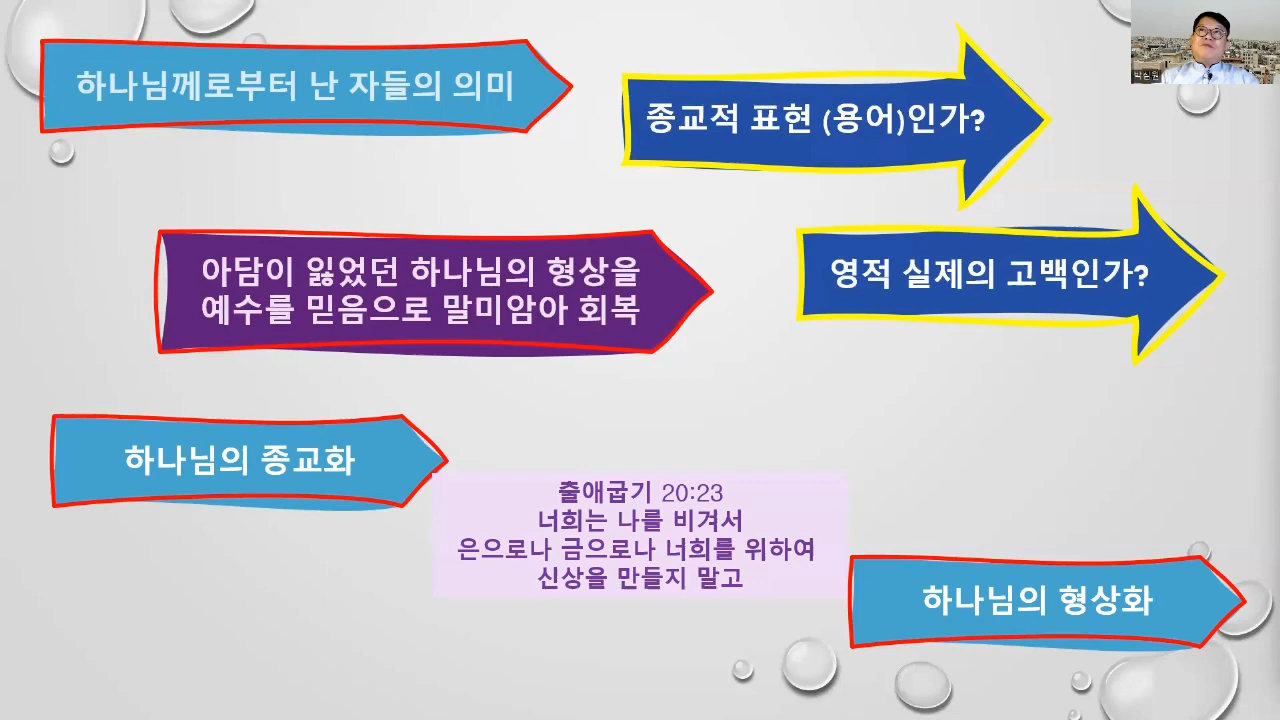 하나님께로부터 난 자들의 의미
종교적 표현 (용어)인가?
아담이 잃었던 하나님의 형상을
예수를 믿음으로 말미암아 회복
영적 실제의 고백인가?
하나님의 종교화
출애굽기 20:23
너희는 나를 비겨서
은으로나 금으로나 너희를 위하여
신상을 만들지 말고
하나님의 형상화